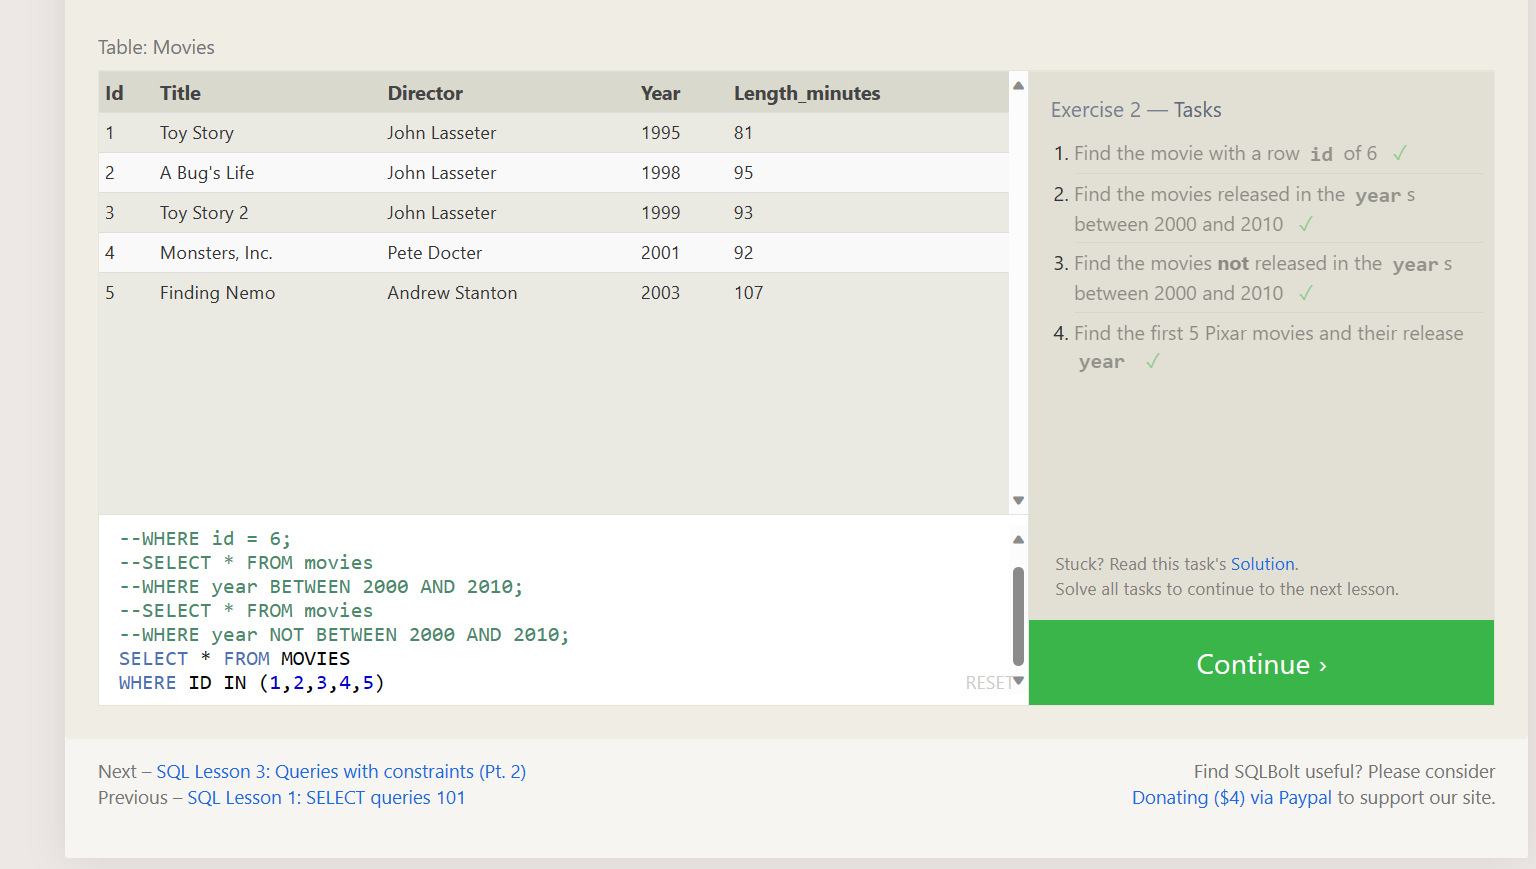 Table: Movies
Id Title Director Year Length_minutes
1 Toy Story John Lasseter 1995 81
2 A Bug's Life John Lasseter 1998 95
3 Toy Story 2 John Lasseter 1999 93
4 Monsters, Inc. Pete Docter 2001 92
5 Finding Nemo Andrew Stanton 2003 107
--WHERE id = 6;
--SELECT * FROM movies
--WHERE year BETWEEN 2000 AND 2010;
--SELECT * FROM movies
--WHERE year NOT BETWEEN 2000 AND 2010;
SELECT * FROM MOVIES
WHERE ID IN (1,2,3,4,5)
RESET
Exercise 2 — Tasks
1. Find the movie with a row id of 6 ✓
2. Find the movies released in the year s
between 2000 and 2010 ✓
3. Find the movies not released in the year s
between 2000 and 2010 ✓
4. Find the first 5 Pixar movies and their release
year ✓
Stuck? Read this task's Solution.
Solve all tasks to continue to the next lesson.
Continue ›
Next – SQL Lesson 3: Queries with constraints (Pt. 2)
Previous – SQL Lesson 1: SELECT queries 101
Find SQLBolt useful? Please consider
Donating ($4) via Paypal to support our site.